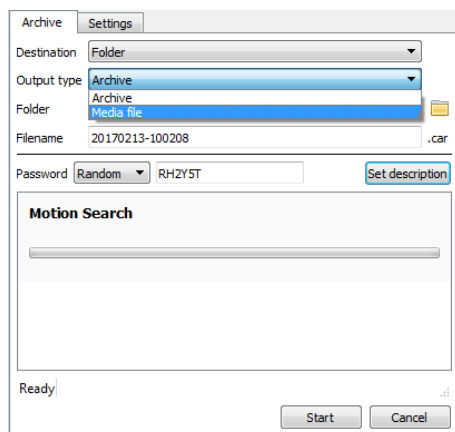 Archive Settings
Destination Folder
Output type Archive
Archive
Media file
Folder
Filename 20170213-100208 .car
Password Random RH2Y5T Set description
Motion Search
Ready
Start Cancel